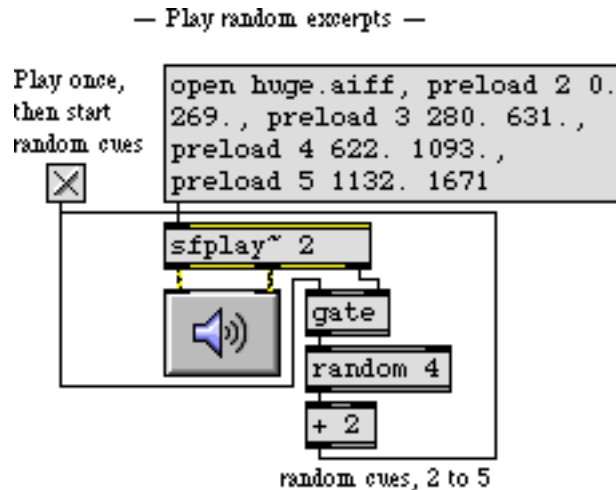 — Play random excerpts —
Play once,
then start
random cues
open huge.aiff, preload 2 0.
269., preload 3 280. 631.,
preload 4 622. 1093.,
preload 5 1132. 1671
sfplay~ 2
gate
random 4
+ 2
random cues, 2 to 5